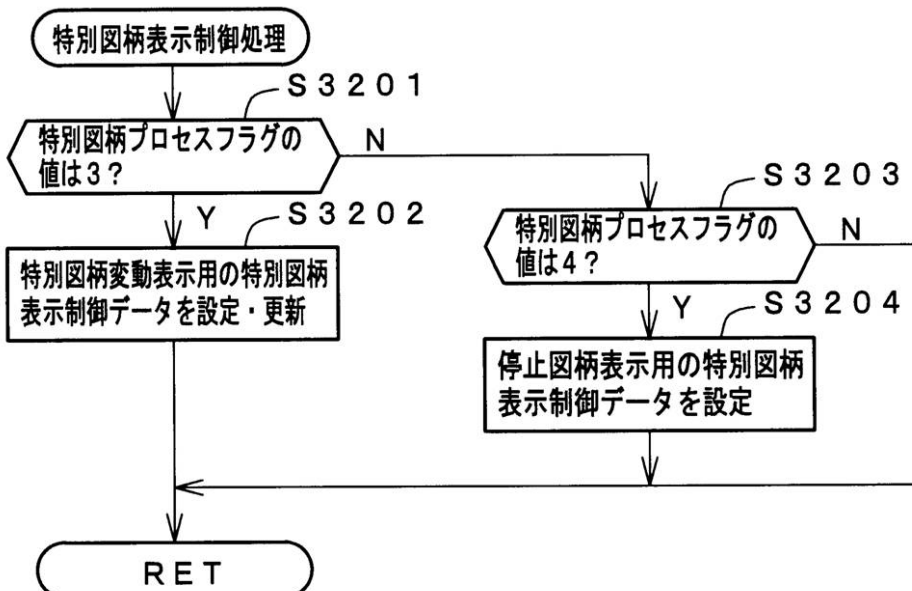 特別図柄表示制御処理
S3201
特別図柄プロセスフラグの
値は3?
N
Y
S3202
特別図柄変動表示用の特別図柄
表示制御データを設定・更新
S3203
特別図柄プロセスフラグの
値は4?
N
Y
S3204
停止図柄表示用の特別図柄
表示制御データを設定
RET